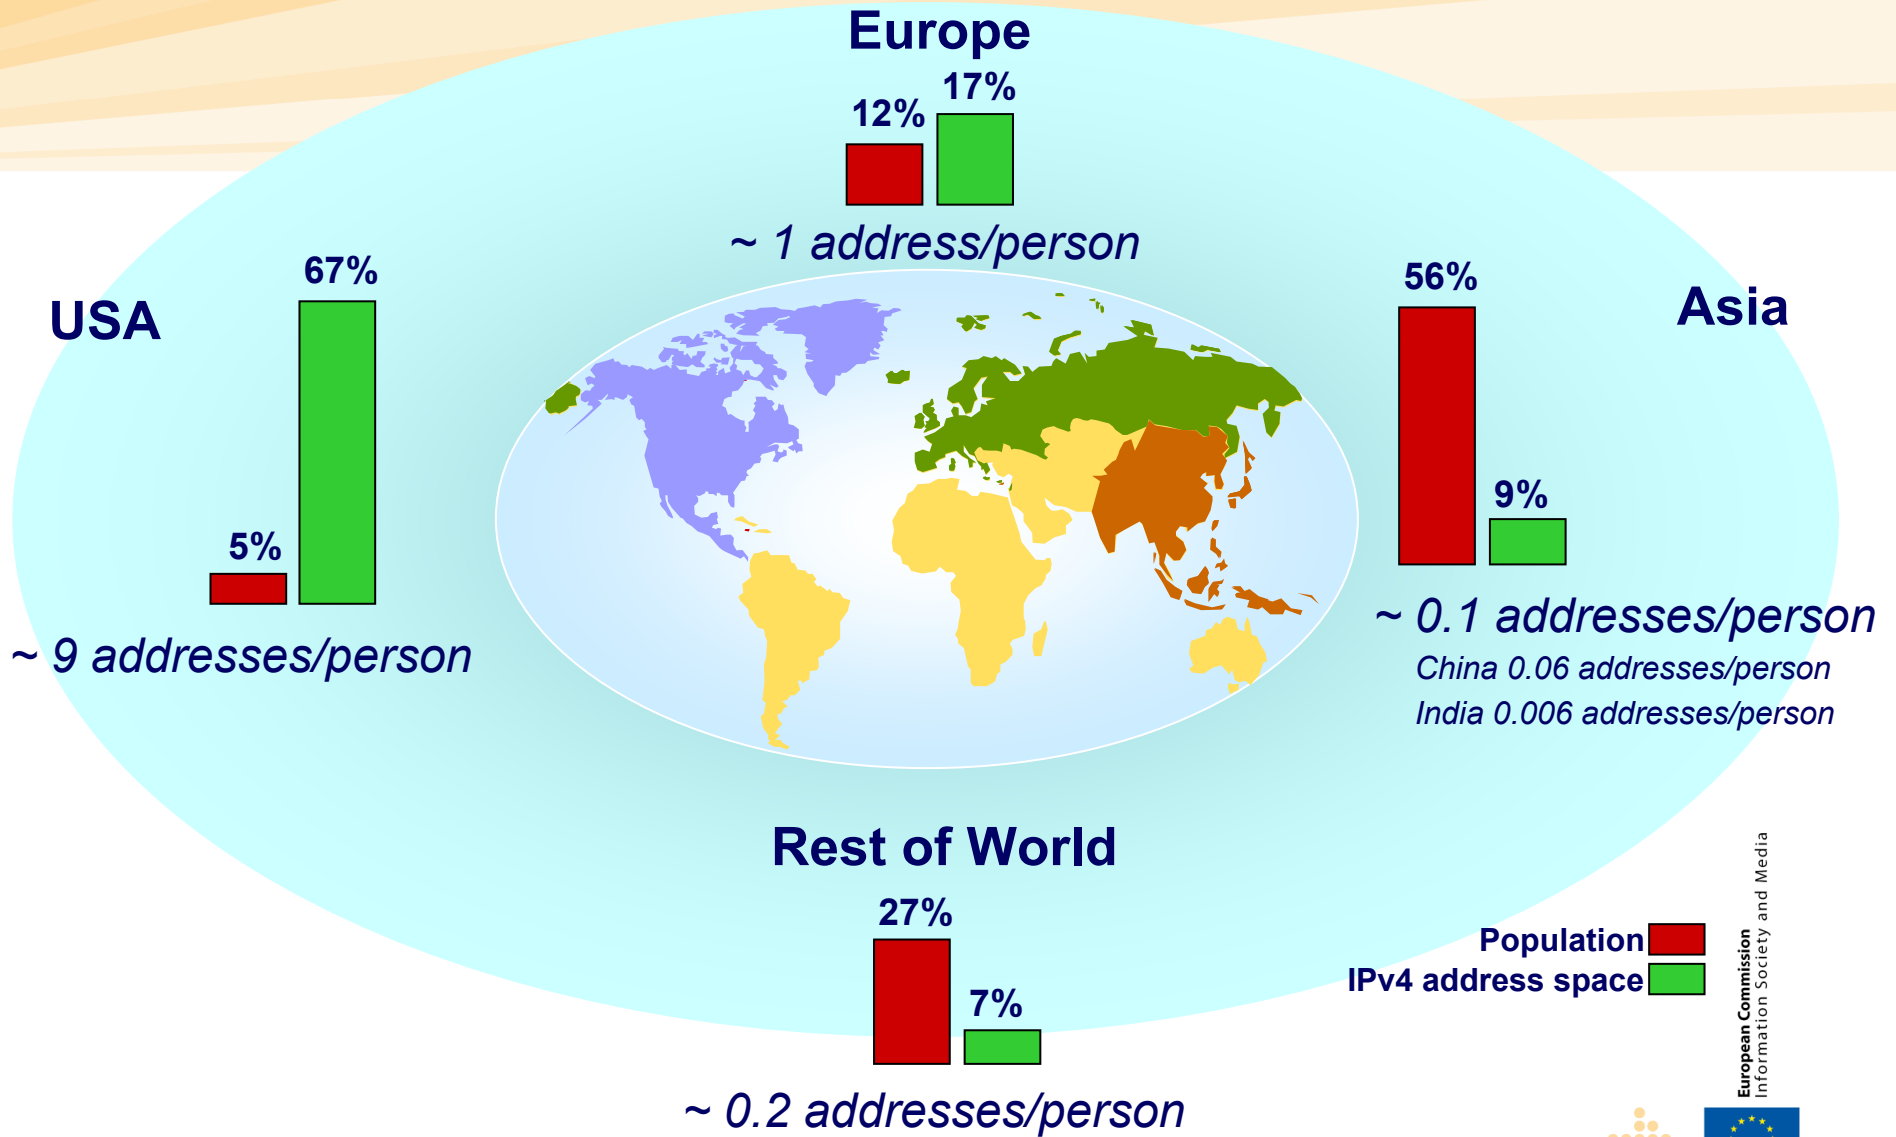 Europe
12%
17%
~ 1 address/person
USA
5%
67%
~ 9 addresses/person
Asia
56%
9%
~ 0.1 addresses/person
China 0.06 addresses/person
India 0.006 addresses/person
Rest of World
27%
7%
~ 0.2 addresses/person
Population
IPv4 address space
European Commission
Information Society and Media